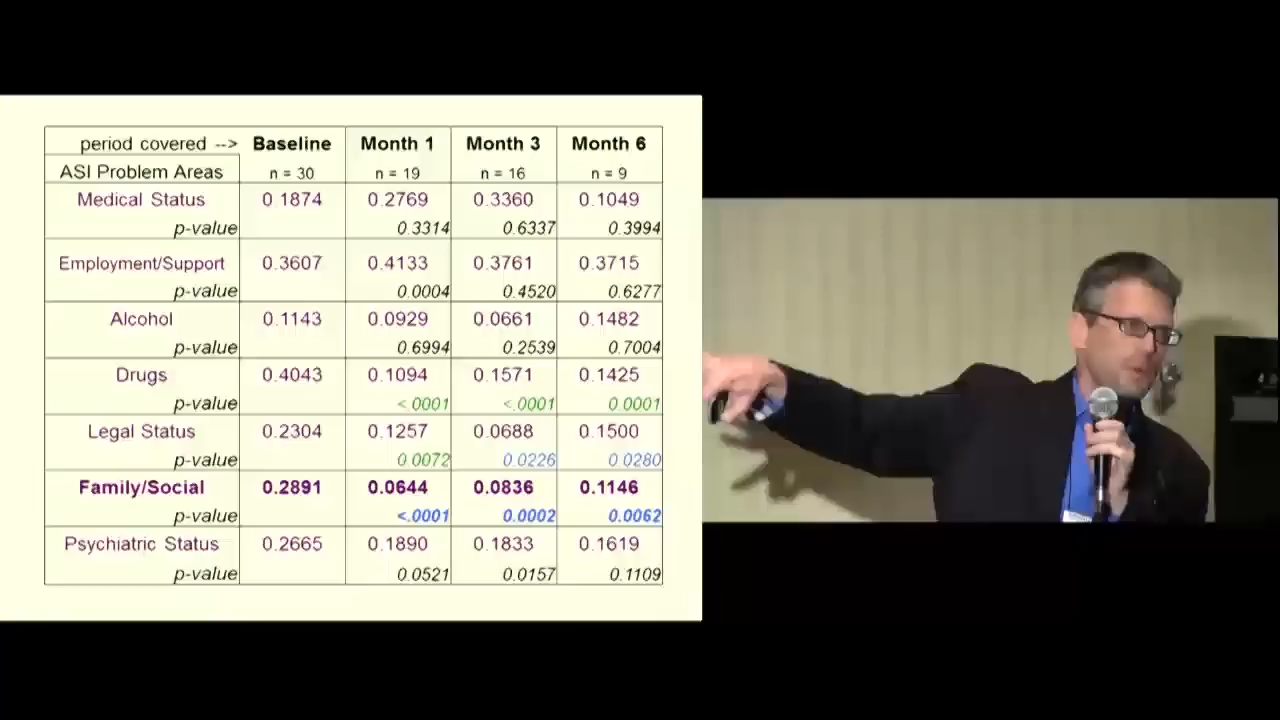 period covered --> Baseline Month 1 Month 3 Month 6
ASI Problem Areas n = 30 n = 19 n = 16 n = 9
Medical Status 0.1874 0.2769 0.3360 0.1049
p-value 0.3314 0.6337 0.3994
Employment/Support 0.3607 0.4133 0.3761 0.3715
p-value 0.0004 0.4520 0.6277
Alcohol 0.1143 0.0929 0.0661 0.1482
p-value 0.6994 0.2539 0.7004
Drugs 0.4043 0.1094 0.1571 0.1425
p-value <.0001 <.0001 0.0001
Legal Status 0.2304 0.1257 0.0688 0.1500
p-value 0.0072 0.0226 0.0280
Family/Social 0.2891 0.0644 0.0836 0.1146
p-value <.0001 0.0002 0.0062
Psychiatric Status 0.2665 0.1890 0.1833 0.1619
p-value 0.0521 0.0157 0.1109